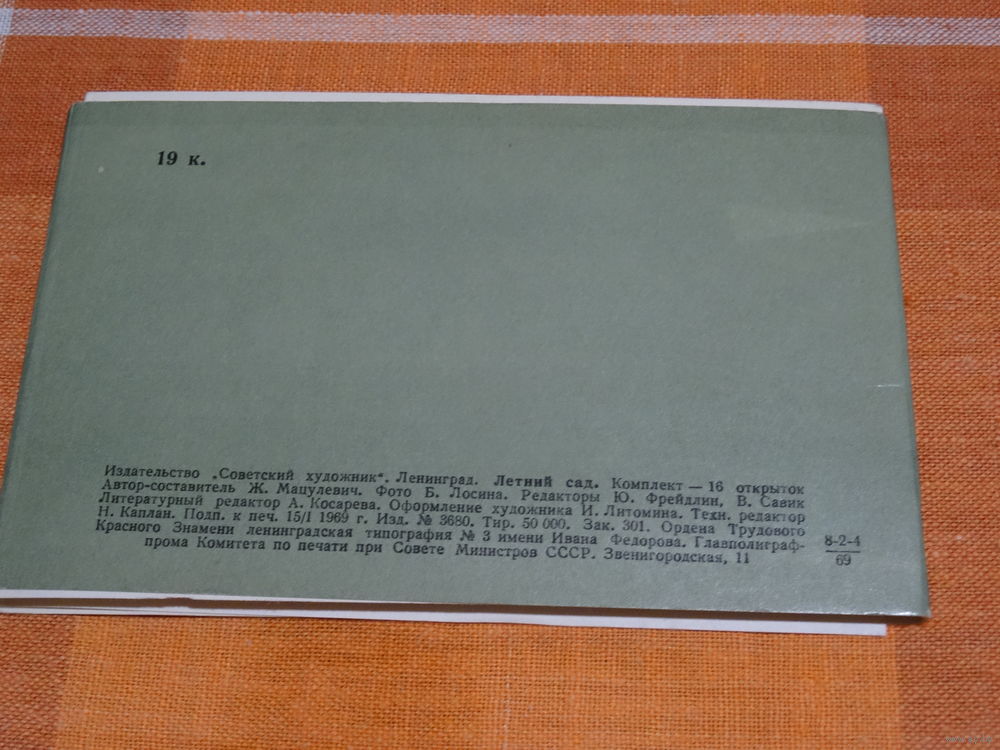 19 к.
Издательство „Советский художник“. Ленинград. Летний сад. Комплект — 16 открыток
Автор-составитель Ж. Мацулевич. Фото Б. Лосина. Редакторы Ю. Фрейдлин, В. Савик
Литературный редактор А. Косарева. Оформление художника И. Литомина. Техн. редактор
Н. Каплан. Подп. к печ. 15/I 1969 г. Изд. № 3680. Тир. 50 000. Зак. 301. Ордена Трудового
Красного Знамени ленинградская типография № 3 имени Ивана Федорова. Главполиграф-
прома Комитета по печати при Совете Министров СССР. Звенигородская, 11
8-2-4
69